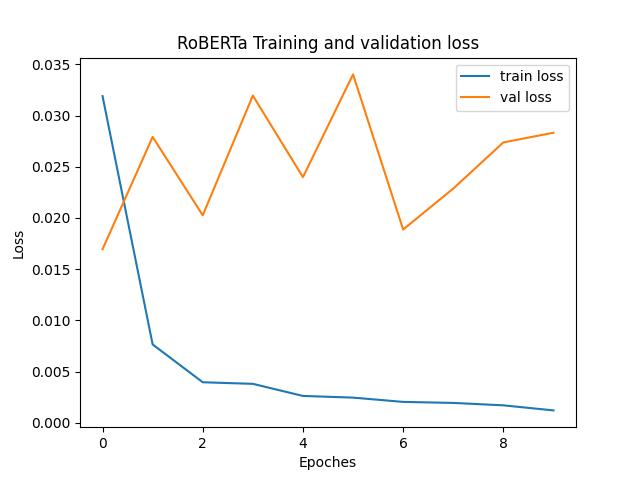 RoBERTa Training and validation loss
train loss
val loss
0.035
0.030
0.025
0.020
0.015
0.010
0.005
0.000
Loss
0
2
4
6
8
Epoches